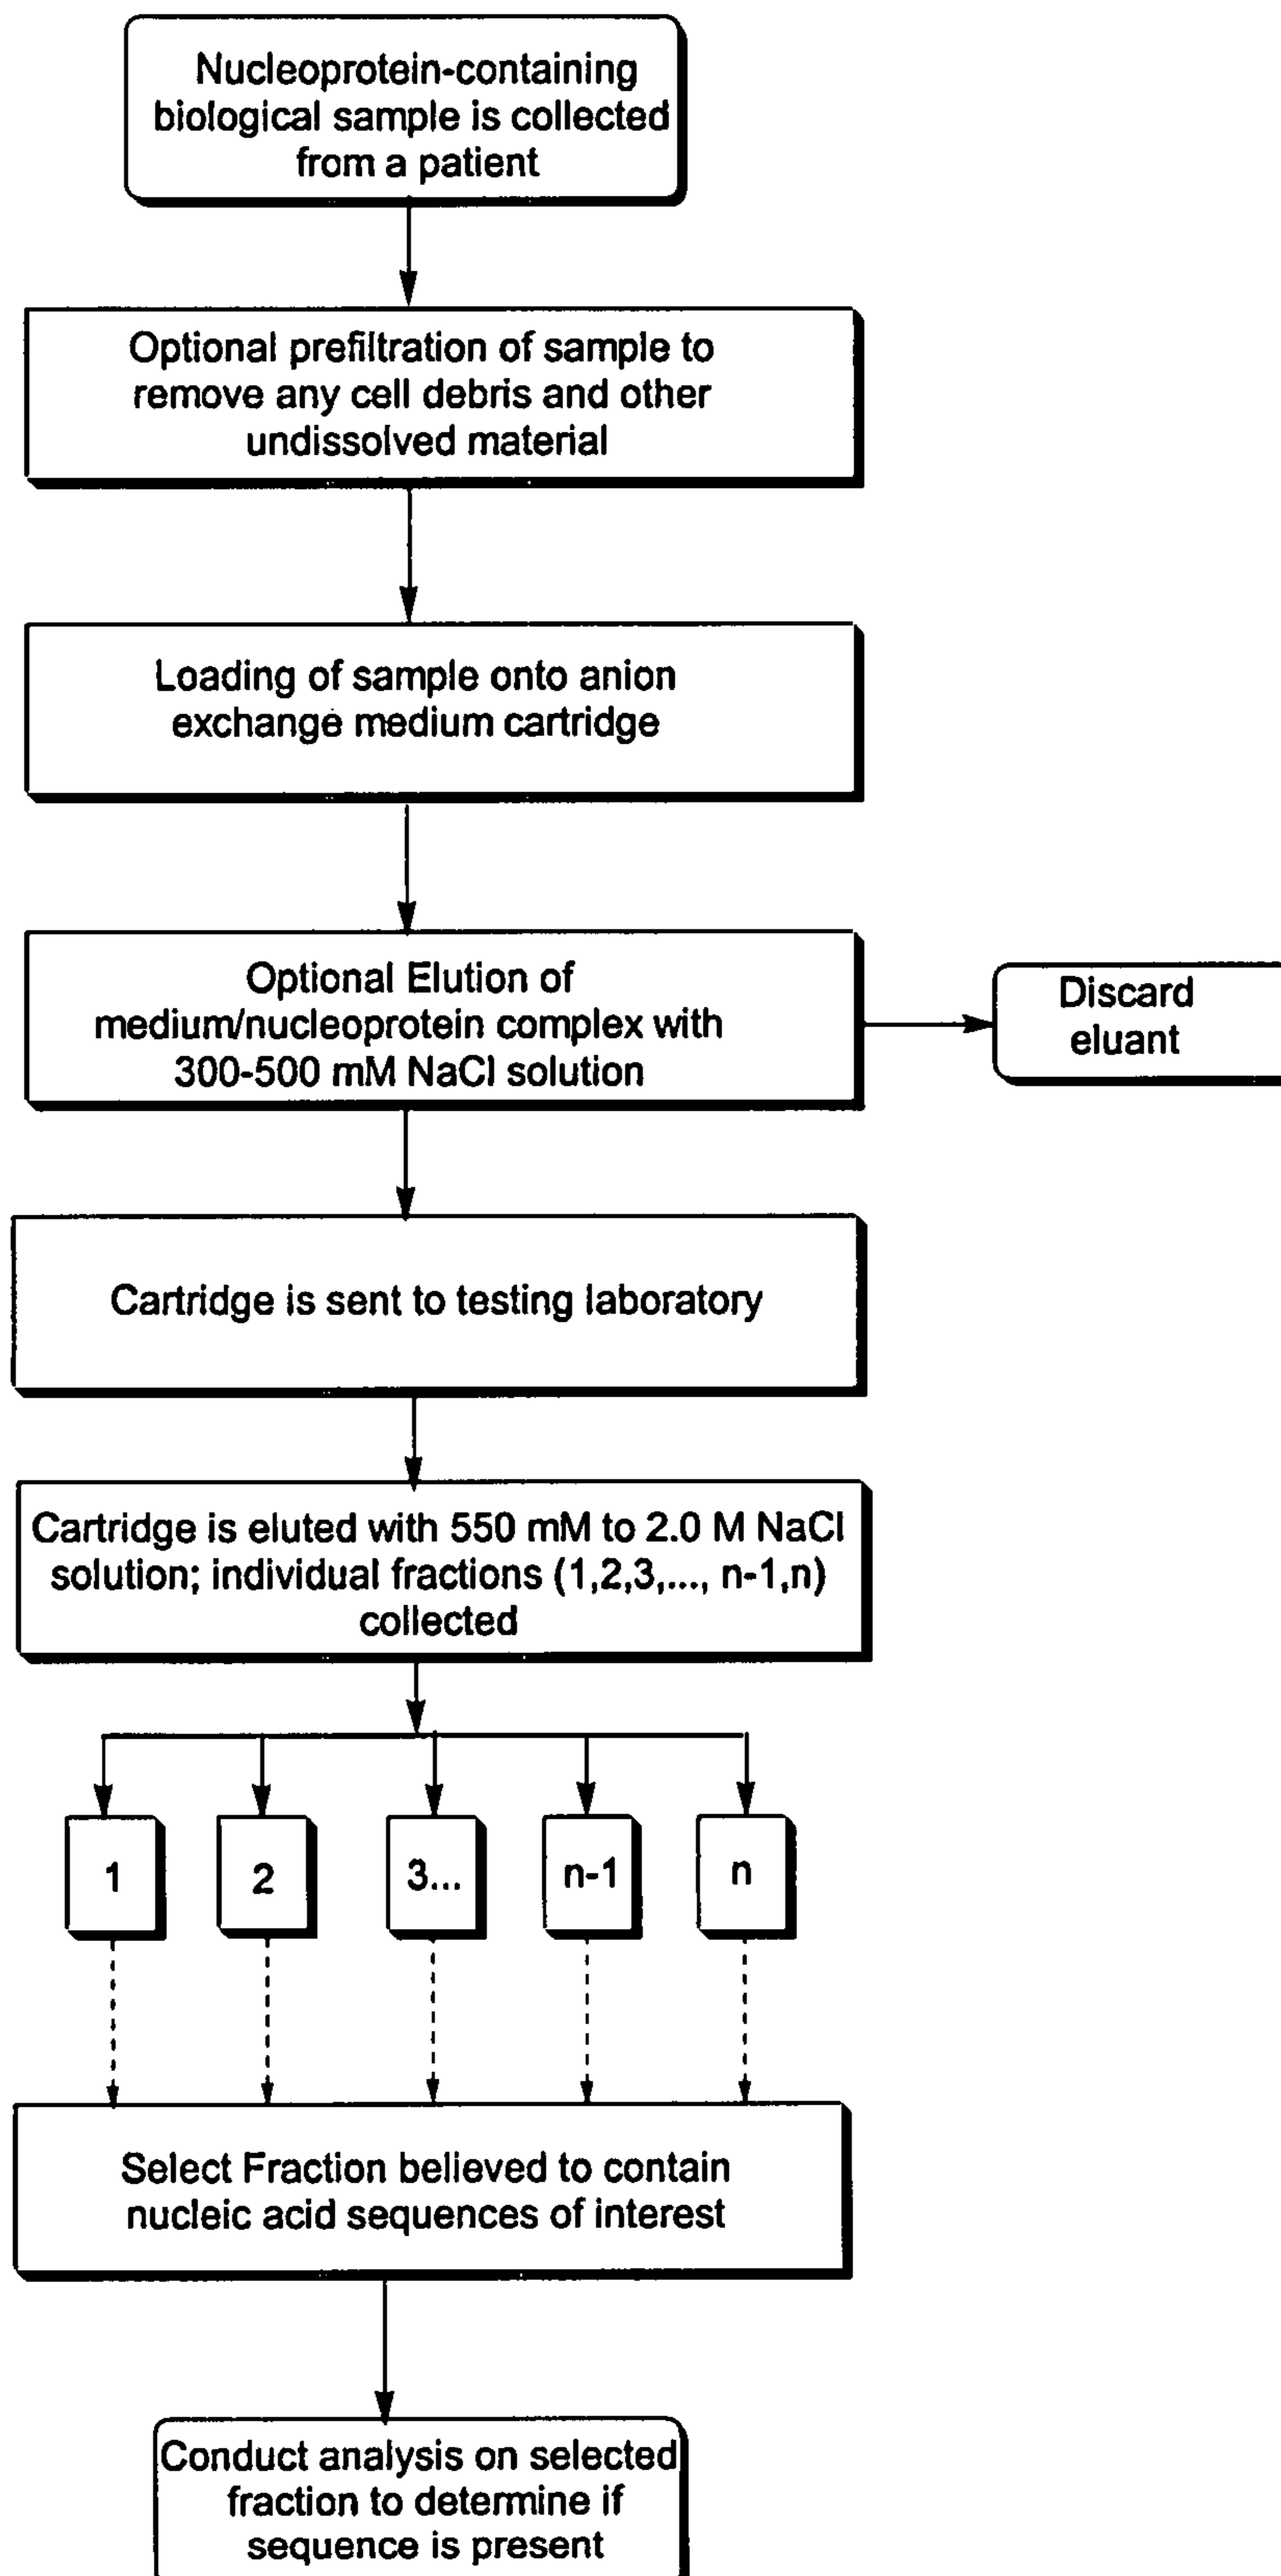 Nucleoprotein-containing
biological sample is collected
from a patient
Optional prefiltration of sample to
remove any cell debris and other
undissolved material
Loading of sample onto anion
exchange medium cartridge
Optional Elution of
medium/nucleoprotein complex with
300-500 mM NaCl solution
Discard
eluant
Cartridge is sent to testing laboratory
Cartridge is eluted with 550 mM to 2.0 M NaCl
solution; individual fractions (1,2,3,..., n-1,n)
collected
1
2
3...
n-1
n
Select Fraction believed to contain
nucleic acid sequences of interest
Conduct analysis on selected
fraction to determine if
sequence is present